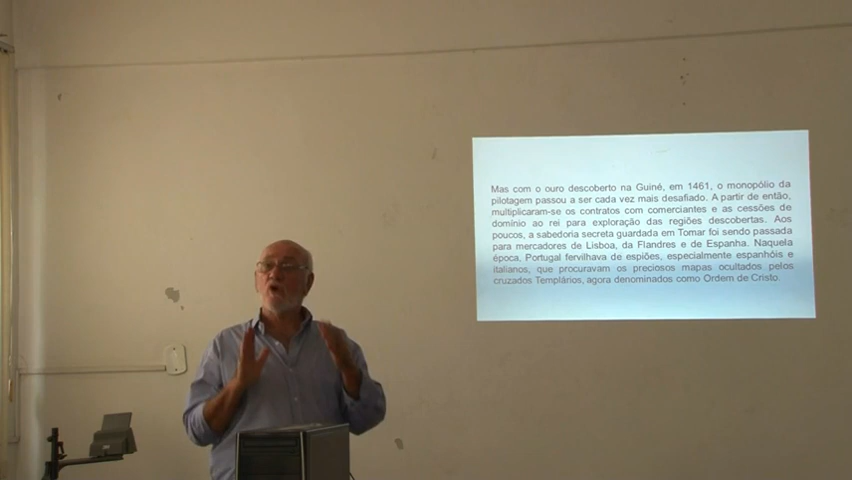 Mas com o ouro descoberto na Guiné, em 1461, o monopólio da
pilotagem passou a ser cada vez mais desafiado. A partir de então,
multiplicaram-se os contratos com comerciantes e as cessões de
domínio ao rei para exploração das regiões descobertas. Aos
poucos, a sabedoria secreta guardada em Tomar foi sendo passada
para mercadores de Lisboa, da Flandres e de Espanha. Naquela
época, Portugal fervilhava de espiões, especialmente espanhóis e
italianos, que procuravam os preciosos mapas ocultados pelos
cruzados Templários, agora denominados como Ordem de Cristo.